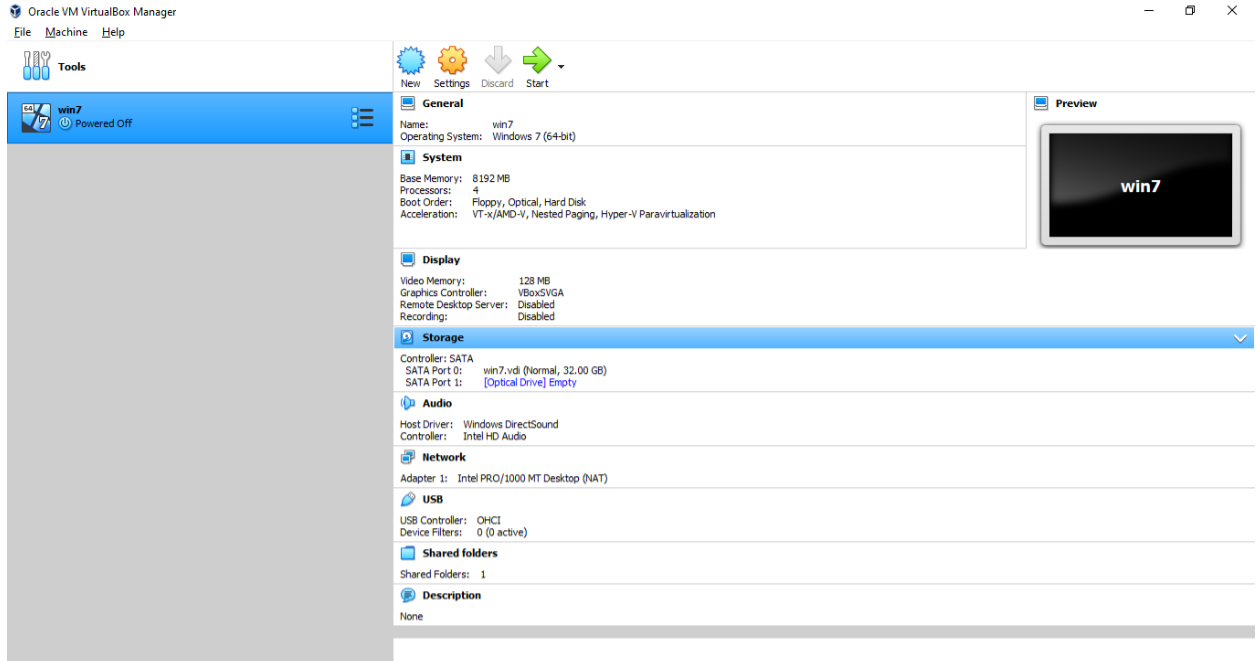 Oracle VM VirtualBox Manager
File Machine Help
Tools
New Settings Discard Start
64 7 win7
Powered Off
General
Name: win7
Operating System: Windows 7 (64-bit)
System
Base Memory: 8192 MB
Processors: 4
Boot Order: Floppy, Optical, Hard Disk
Acceleration: VT-x/AMD-V, Nested Paging, Hyper-V Paravirtualization
Preview
win7
Display
Video Memory: 128 MB
Graphics Controller: VBoxSVGA
Remote Desktop Server: Disabled
Recording: Disabled
Storage
Controller: SATA
SATA Port 0: win7.vdi (Normal, 32.00 GB)
SATA Port 1: [Optical Drive] Empty
Audio
Host Driver: Windows DirectSound
Controller: Intel HD Audio
Network
Adapter 1: Intel PRO/1000 MT Desktop (NAT)
USB
USB Controller: OHCI
Device Filters: 0 (0 active)
Shared folders
Shared Folders: 1
Description
None